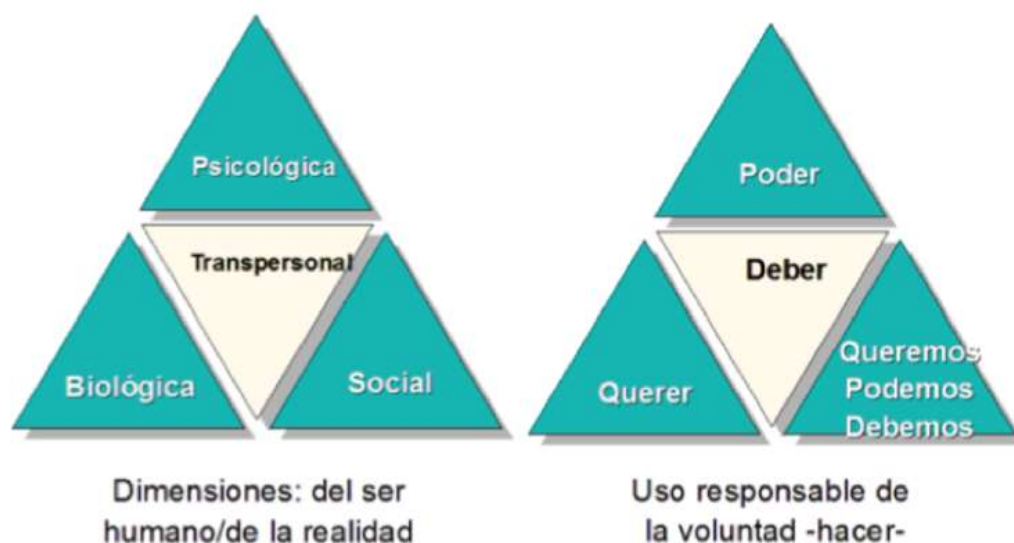 Psicológica
Transpersonal
Biológica
Social
Dimensiones: del ser
humano/de la realidad
Poder
Deber
Querer
Queremos
Podemos
Debemos
Uso responsable de
la voluntad -hacer-